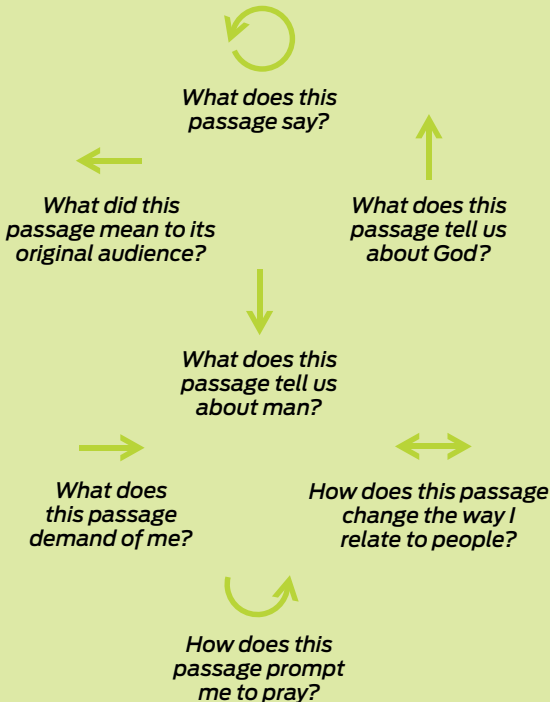 What does this
passage say?
What did this
passage mean to its
original audience?
What does this
passage tell us
about God?
What does this
passage tell us
about man?
What does
this passage
demand of me?
How does this passage
change the way I
relate to people?
How does this
passage prompt
me to pray?